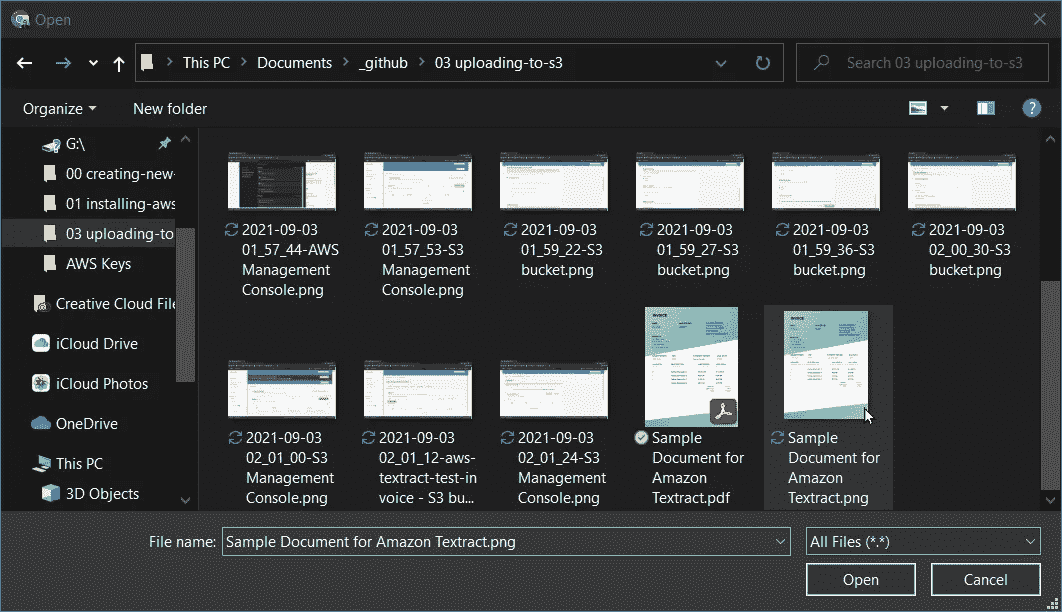 Open
This PC
Documents
_github
03 uploading-to-s3
Search 03 uploading-to-s3
Organize
New folder
?
G:\
00 creating-new-
01 installing-aws
03 uploading-to
AWS Keys
Creative Cloud File
iCloud Drive
iCloud Photos
OneDrive
This PC
3D Objects
2021-09-03
01_57_44-AWS
Management
Console.png
2021-09-03
01_57_53-S3
Management
Console.png
2021-09-03
01_59_22-S3
bucket.png
2021-09-03
01_59_27-S3
bucket.png
2021-09-03
01_59_36-S3
bucket.png
2021-09-03
02_00_30-S3
bucket.png
2021-09-03
02_01_00-S3
Management
Console.png
2021-09-03
02_01_12-aws-
textract-test-in
voice - S3 bu...
2021-09-03
02_01_24-S3
Management
Console.png
INVOICE
Sample
Document for
Amazon
Textract.pdf
INVOICE
Sample
Document for
Amazon
Textract.png
File name:
Sample Document for Amazon Textract.png
All Files (*.*)
Open
Cancel